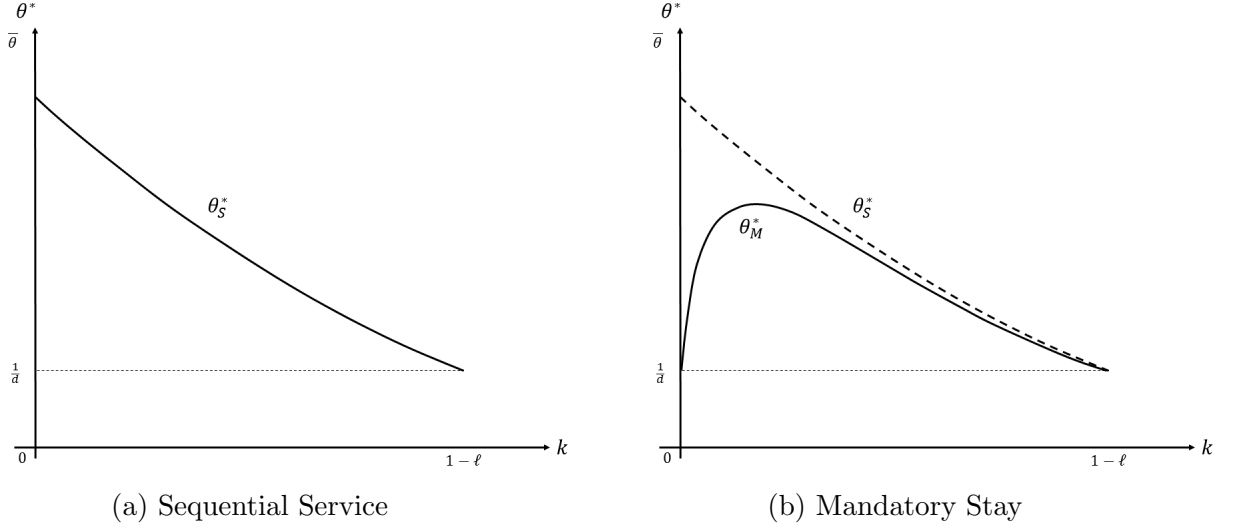 θ*
θ̅
θ*_S
1/d
0
1 − ℓ
k
(a) Sequential Service
θ*
θ̅
θ*_S
θ*_M
1/d
0
1 − ℓ
k
(b) Mandatory Stay